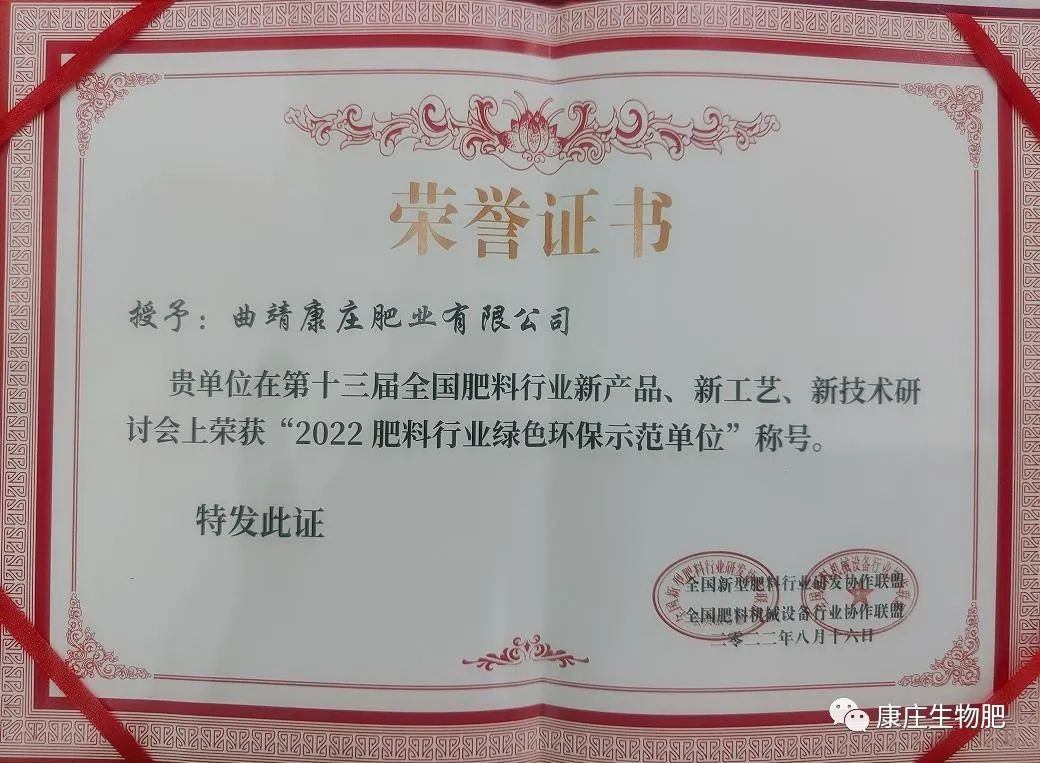 荣誉证书
授予：曲靖康庄肥业有限公司
贵单位在第十三届全国肥料行业新产品、新工艺、新技术研
讨会上荣获“2022肥料行业绿色环保示范单位”称号。
特发此证
全国新型肥料行业研发协作联盟
全国肥料机械设备行业协作联盟
二零二二年八月十六日
康庄生物肥